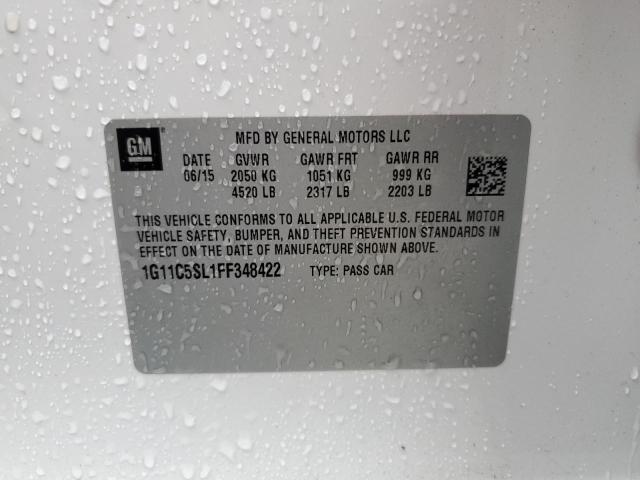 GM
MFD BY GENERAL MOTORS LLC
DATE GVWR GAWR FRT GAWR RR
06/15 2050 KG 1051 KG 999 KG
4520 LB 2317 LB 2203 LB
THIS VEHICLE CONFORMS TO ALL APPLICABLE U.S. FEDERAL MOTOR
VEHICLE SAFETY, BUMPER, AND THEFT PREVENTION STANDARDS IN
EFFECT ON THE DATE OF MANUFACTURE SHOWN ABOVE.
1G11C5SL1FF348422 TYPE: PASS CAR